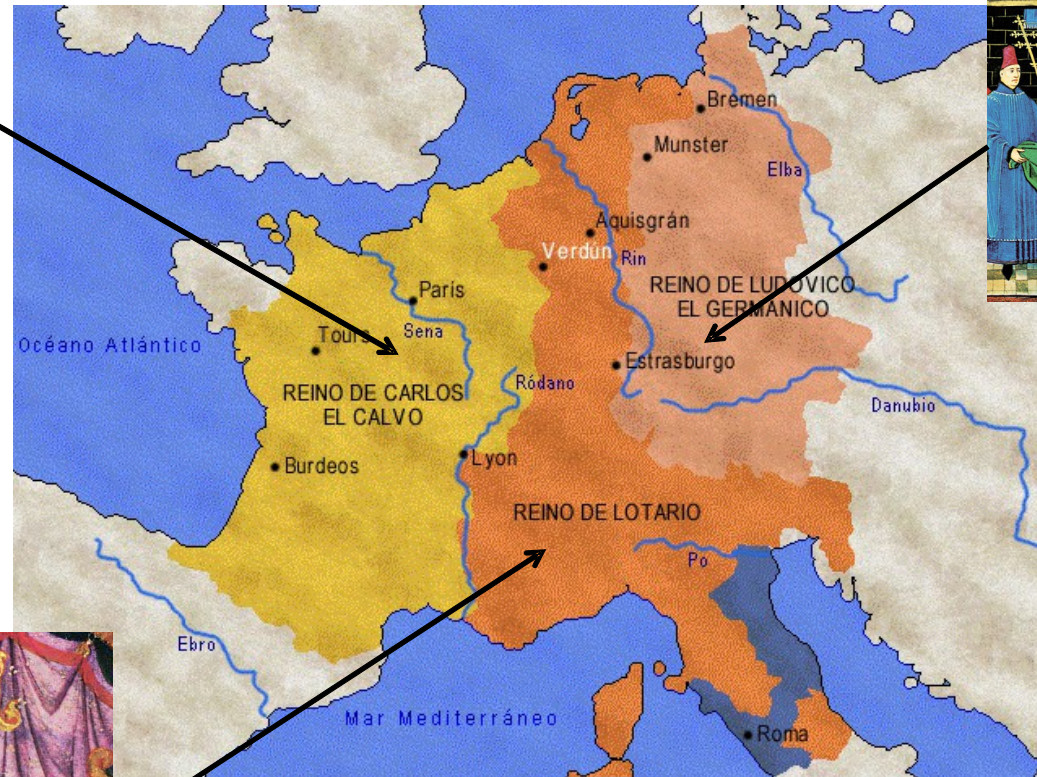 Bremen
Munster
Elba
Aquisgrán
Verdún
Rin
REINO DE LUDOVICO
EL GERMÁNICO
París
Tours
Sena
Océano Atlántico
Estrasburgo
Ródano
REINO DE CARLOS
EL CALVO
Danubio
Lyon
Burdeos
REINO DE LOTARIO
Po
Ebro
Mar Mediterráneo
Roma